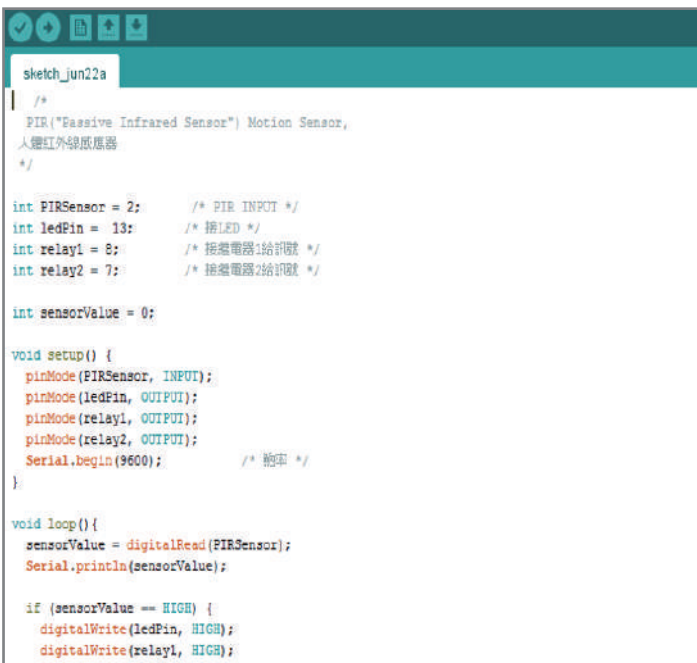 sketch_jun22a
/*
PIR("Passive Infrared Sensor") Motion Sensor,
人體紅外線感應器
*/
int PIRSensor = 2; /* PIR INPUT */
int ledPin = 13; /* 接LED */
int relay1 = 8; /* 接繼電器1給訊號 */
int relay2 = 7; /* 接繼電器2給訊號 */
int sensorValue = 0;
void setup() {
pinMode(PIRSensor, INPUT);
pinMode(ledPin, OUTPUT);
pinMode(relay1, OUTPUT);
pinMode(relay2, OUTPUT);
Serial.begin(9600); /* 鮑率 */
}
void loop(){
sensorValue = digitalRead(PIRSensor);
Serial.println(sensorValue);
if (sensorValue == HIGH) {
digitalWrite(ledPin, HIGH);
digitalWrite(relay1, HIGH);